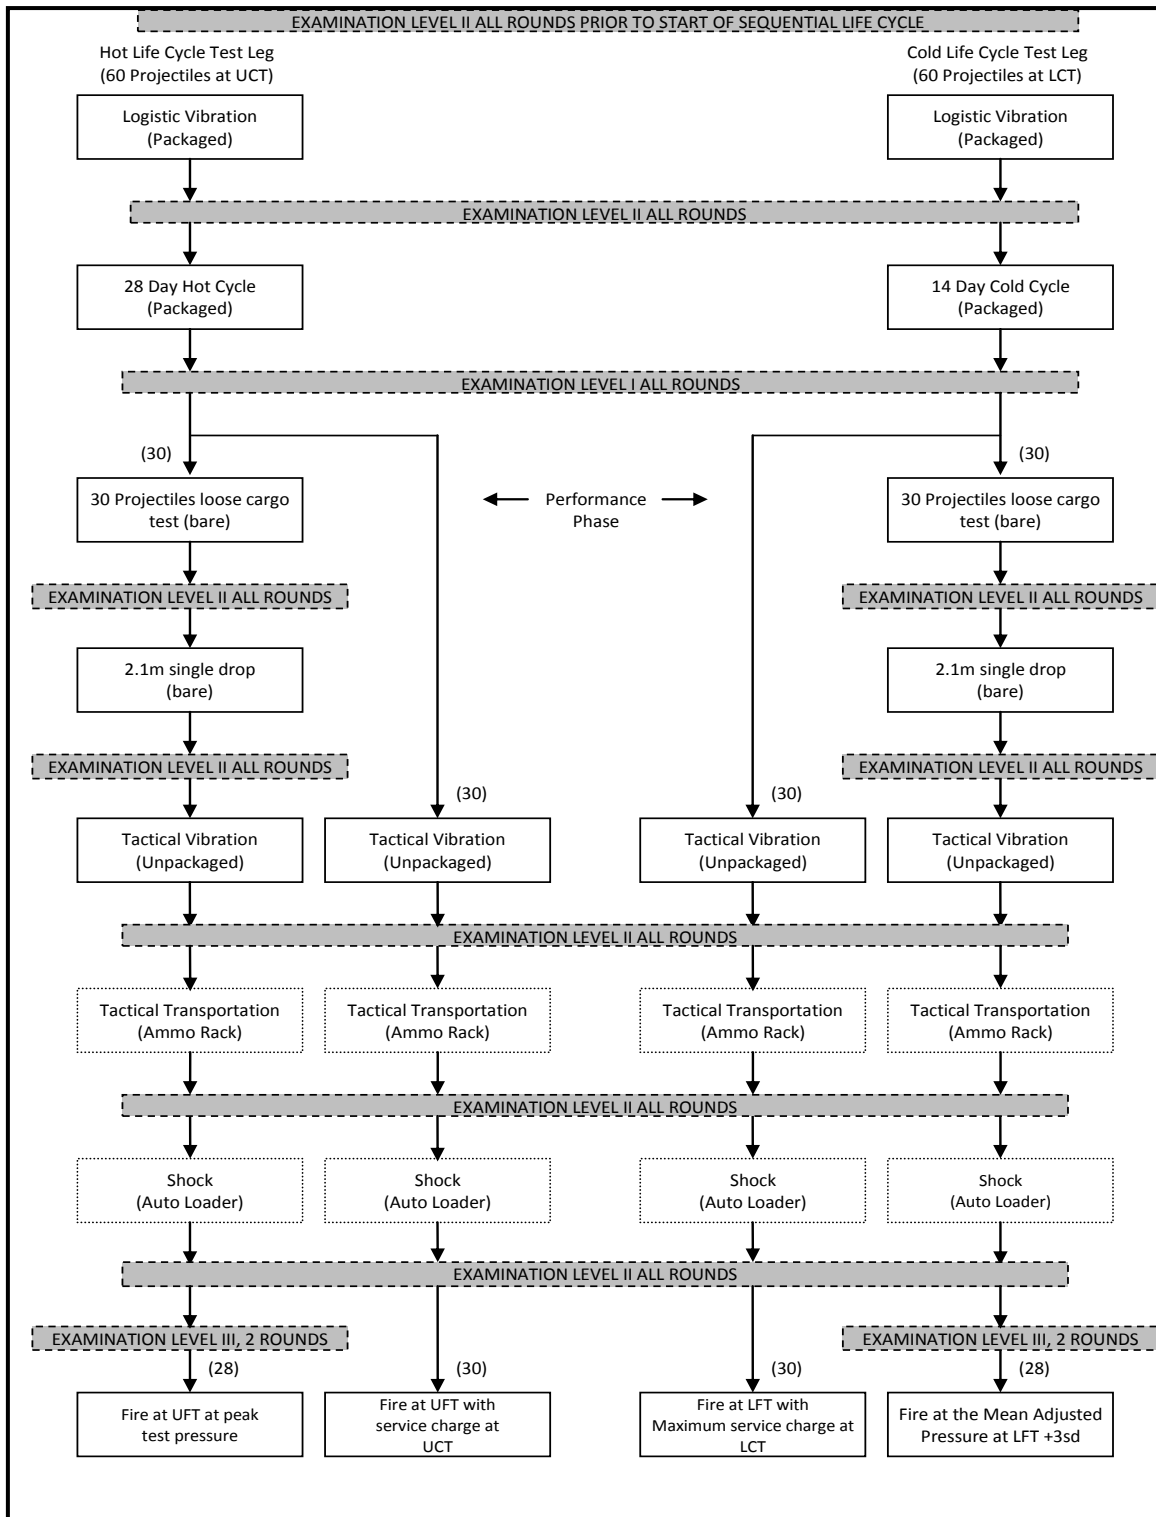 EXAMINATION LEVEL II ALL ROUNDS PRIOR TO START OF SEQUENTIAL LIFE CYCLE
Hot Life Cycle Test Leg
(60 Projectiles at UCT)
Cold Life Cycle Test Leg
(60 Projectiles at LCT)
Logistic Vibration
(Packaged)
Logistic Vibration
(Packaged)
EXAMINATION LEVEL II ALL ROUNDS
28 Day Hot Cycle
(Packaged)
14 Day Cold Cycle
(Packaged)
EXAMINATION LEVEL I ALL ROUNDS
(30)
(30)
30 Projectiles loose cargo
test (bare)
Performance
Phase
30 Projectiles loose cargo
test (bare)
EXAMINATION LEVEL II ALL ROUNDS
EXAMINATION LEVEL II ALL ROUNDS
2.1m single drop
(bare)
2.1m single drop
(bare)
EXAMINATION LEVEL II ALL ROUNDS
EXAMINATION LEVEL II ALL ROUNDS
(30)
(30)
Tactical Vibration
(Unpackaged)
Tactical Vibration
(Unpackaged)
Tactical Vibration
(Unpackaged)
Tactical Vibration
(Unpackaged)
EXAMINATION LEVEL II ALL ROUNDS
Tactical Transportation
(Ammo Rack)
Tactical Transportation
(Ammo Rack)
Tactical Transportation
(Ammo Rack)
Tactical Transportation
(Ammo Rack)
EXAMINATION LEVEL II ALL ROUNDS
Shock
(Auto Loader)
Shock
(Auto Loader)
Shock
(Auto Loader)
Shock
(Auto Loader)
EXAMINATION LEVEL II ALL ROUNDS
EXAMINATION LEVEL III, 2 ROUNDS
EXAMINATION LEVEL III, 2 ROUNDS
(28)
(30)
(30)
(28)
Fire at UFT at peak
test pressure
Fire at UFT with
service charge at
UCT
Fire at LFT with
Maximum service charge at
LCT
Fire at the Mean Adjusted
Pressure at LFT +3sd